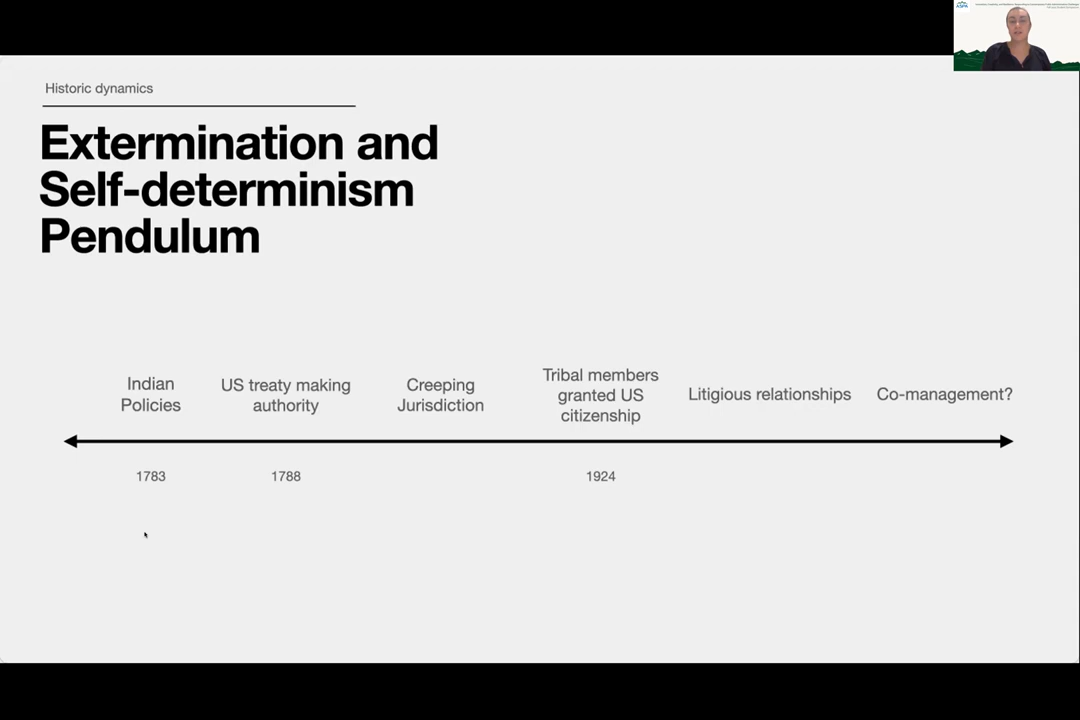 ASPA
Historic dynamics
Extermination and
Self-determinism
Pendulum
Indian
Policies
US treaty making
authority
Creeping
Jurisdiction
Tribal members
granted US
citizenship
Litigious relationships
Co-management?
1783
1788
1924